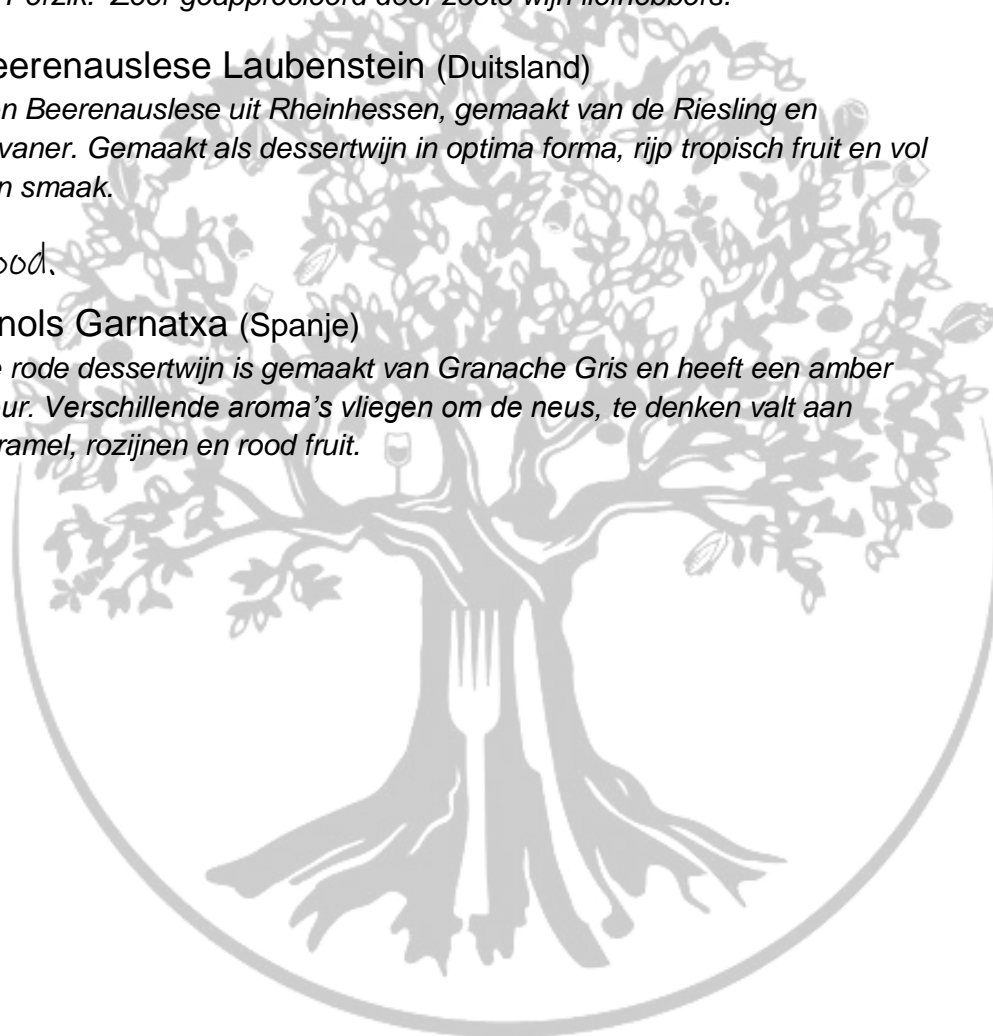 Perzik. Zeer geapprecieerd door zoete wijn liefhebbers.
eerenauslese Laubenstein (Duitsland)
n Beerenauslese uit Rheinhessen, gemaakt van de Riesling en
vaner. Gemaakt als dessertwijn in optima forma, rijp tropisch fruit en vol
n smaak.
ood.
nols Garnatxa (Spanje)
e rode dessertwijn is gemaakt van Granache Gris en heeft een amber
ur. Verschillende aroma's vliegen om de neus, te denken valt aan
ramel, rozijnen en rood fruit.